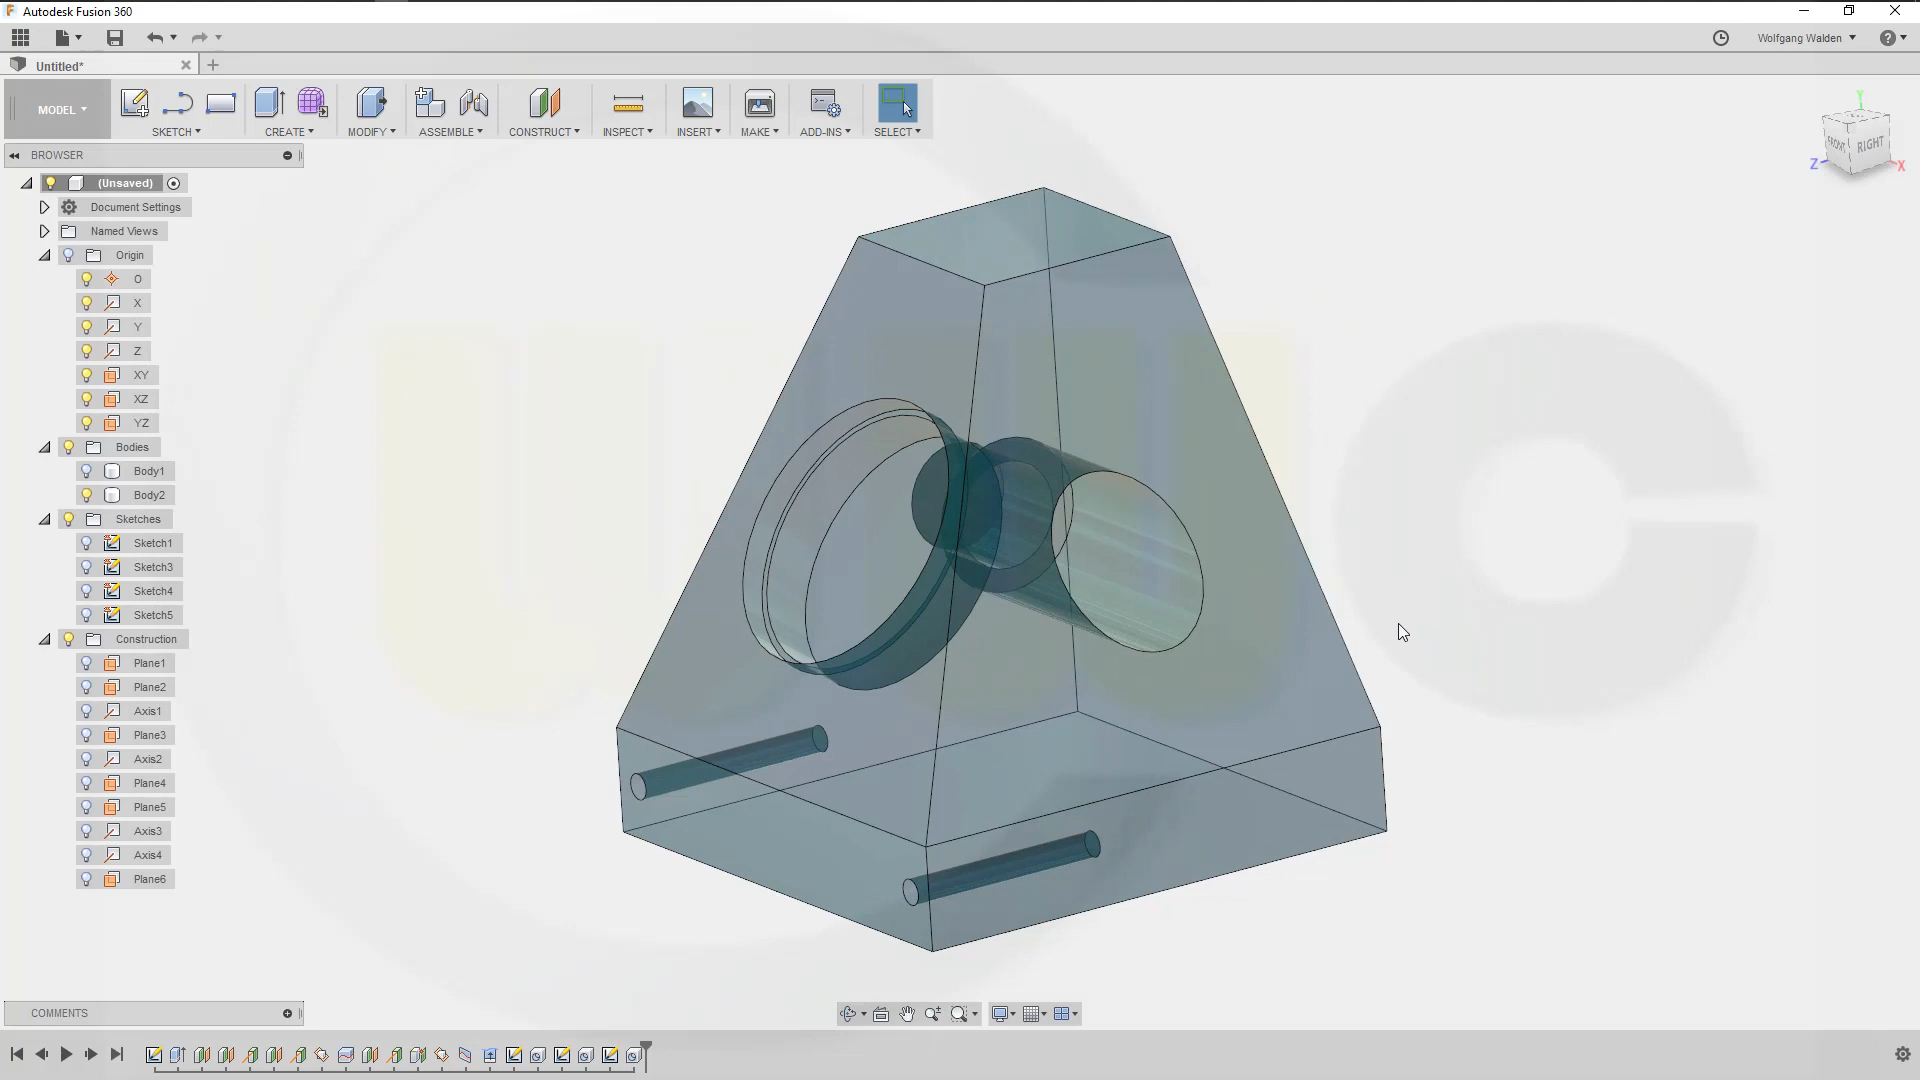 Autodesk Fusion 360
Wolfgang Walden
Untitled*
MODEL
SKETCH
CREATE
MODIFY
ASSEMBLE
CONSTRUCT
INSPECT
INSERT
MAKE
ADD-INS
SELECT
Y
FRONT
RIGHT
Z
X
BROWSER
(Unsaved)
Document Settings
Named Views
Origin
O
X
Y
Z
XY
XZ
YZ
Bodies
Body1
Body2
Sketches
Sketch1
Sketch3
Sketch4
Sketch5
Construction
Plane1
Plane2
Axis1
Plane3
Axis2
Plane4
Plane5
Axis3
Axis4
Plane6
COMMENTS